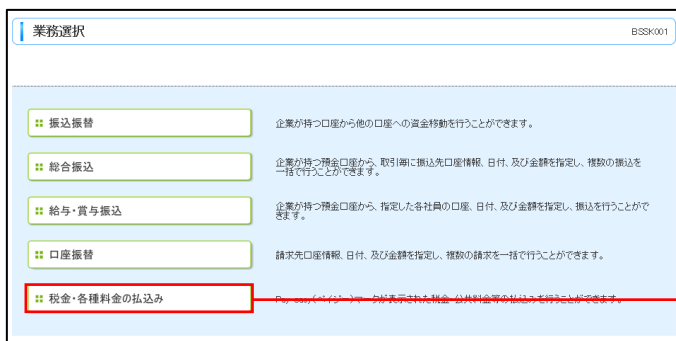 業務選択
BSSK001
振込振替
企業が持つ口座から他の口座への資金移動を行うことができます。
総合振込
企業が持つ預金口座から、取引毎に振込先口座情報、日付、及び金額を指定し、複数の振込を
一括で行うことができます。
給与・賞与振込
企業が持つ預金口座から、指定した各社員の口座、日付、及び金額を指定し、振込を行うことがで
きます。
口座振替
請求先口座情報、日付、及び金額を指定し、複数の請求を一括で行うことができます。
税金・各種料金の払込み
Pay-easy(ペイジー)マークが表示された税金・公共料金等の払込みを行うことができます。